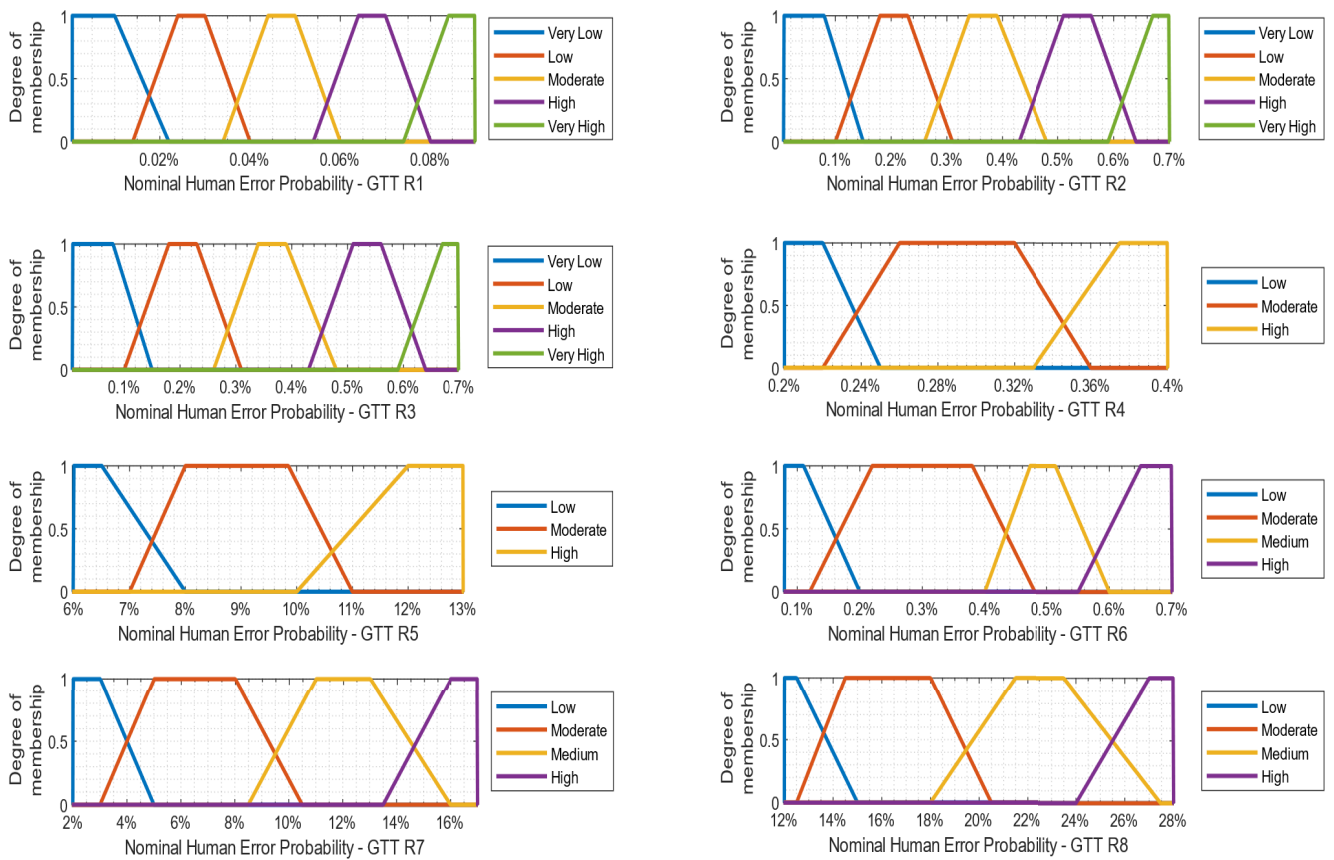 Degree of
membership
1
0.5
0
0.02% 0.04% 0.06% 0.08%
Nominal Human Error Probability - GTT R1
Very Low
Low
Moderate
High
Very High
Degree of
membership
1
0.5
0
0.1% 0.2% 0.3% 0.4% 0.5% 0.6% 0.7%
Nominal Human Error Probability - GTT R2
Very Low
Low
Moderate
High
Very High
Degree of
membership
1
0.5
0
0.1% 0.2% 0.3% 0.4% 0.5% 0.6% 0.7%
Nominal Human Error Probability - GTT R3
Very Low
Low
Moderate
High
Very High
Degree of
membership
1
0.5
0
0.2% 0.24% 0.28% 0.32% 0.36% 0.4%
Nominal Human Error Probability - GTT R4
Low
Moderate
High
Degree of
membership
1
0.5
0
6% 7% 8% 9% 10% 11% 12% 13%
Nominal Human Error Probability - GTT R5
Low
Moderate
High
Degree of
membership
1
0.5
0
0.1% 0.2% 0.3% 0.4% 0.5% 0.6% 0.7%
Nominal Human Error Probability - GTT R6
Low
Moderate
Medium
High
Degree of
membership
1
0.5
0
2% 4% 6% 8% 10% 12% 14% 16%
Nominal Human Error Probability - GTT R7
Low
Moderate
Medium
High
Degree of
membership
1
0.5
0
12% 14% 16% 18% 20% 22% 24% 26% 28%
Nominal Human Error Probability - GTT R8
Low
Moderate
Medium
High